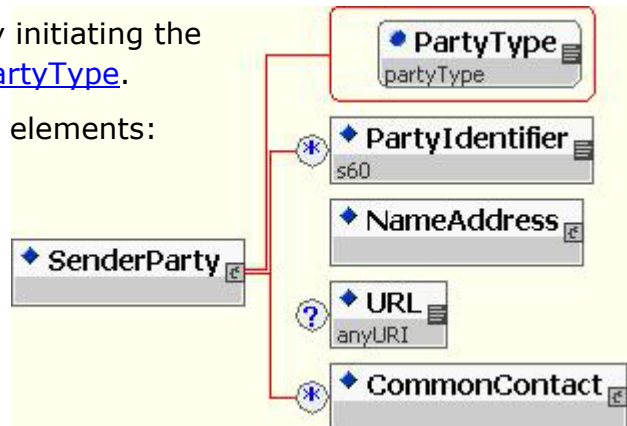 y initiating the
artyType.
elements:
PartyType
partyType
* PartyIdentifier
s60
NameAddress
SenderParty
? URL
anyURI
* CommonContact